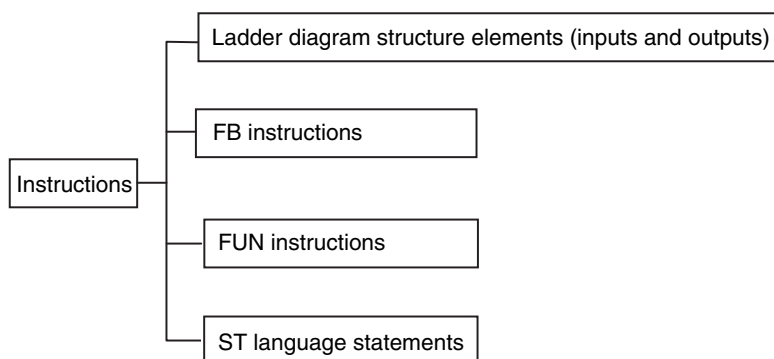 Ladder diagram structure elements (inputs and outputs)
FB instructions
Instructions
FUN instructions
ST language statements